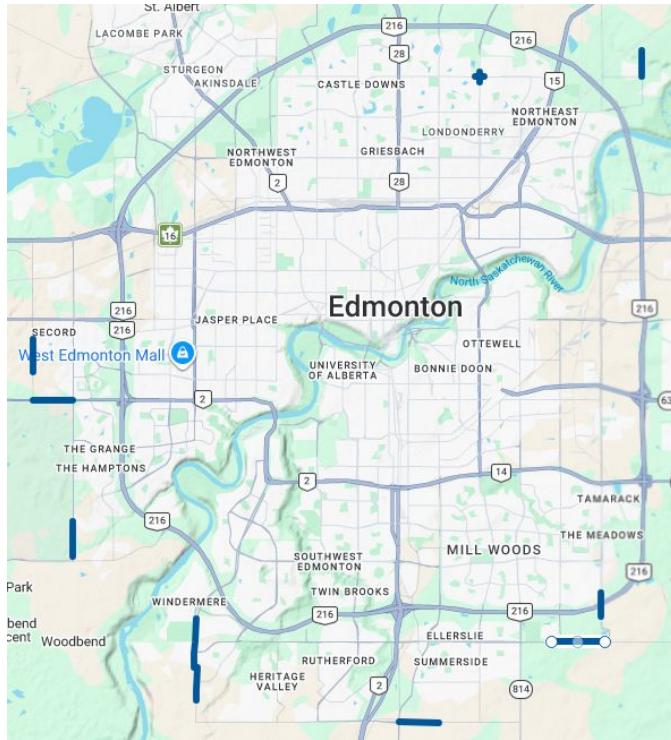 St. Albert
LACOMBE PARK
216
216
28
STURGEON
AKINSDALE
CASTLE DOWNS
15
NORTHEAST
EDMONTON
LONDONDERRY
NORTHWEST
EDMONTON
GRIESBACH
2
28
16
North Saskatchewan
River
Edmonton
216
216
SECOND
JASPER PLACE
216
West Edmonton Mall
OTTEWELL
UNIVERSITY
OF ALBERTA
BONNIE DOON
2
63
THE GRANGE
THE HAMPTONS
2
14
TAMARACK
216
THE MEADOWS
MILL WOODS
SOUTHWEST
EDMONTON
216
Park
TWIN BROOKS
WINDERMERE
216
216
bend
cent
Woodbend
ELLERSLIE
RUTHERFORD
SUMMERSIDE
HERITAGE
VALLEY
2
814